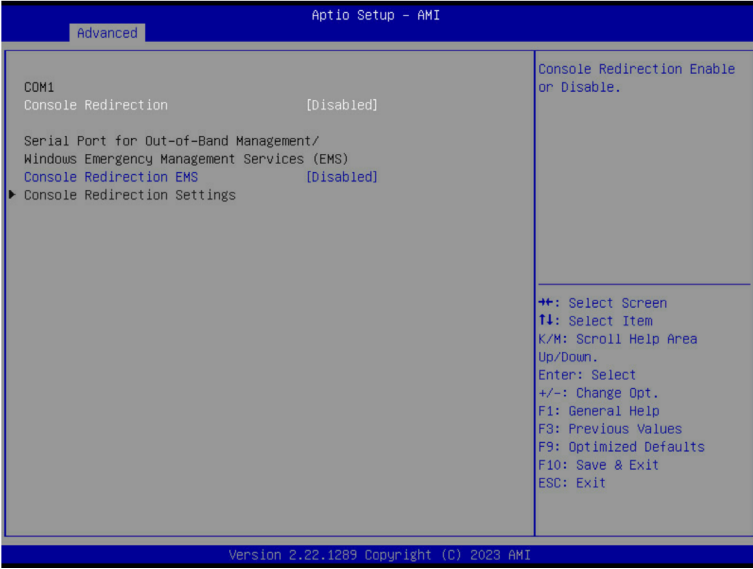 Aptio Setup – AMI
Advanced
COM1
Console Redirection [Disabled]
Serial Port for Out-of-Band Management/
Windows Emergency Management Services (EMS)
Console Redirection EMS [Disabled]
▶ Console Redirection Settings
Console Redirection Enable
or Disable.
→←: Select Screen
↑↓: Select Item
K/M: Scroll Help Area
Up/Down.
Enter: Select
+/-: Change Opt.
F1: General Help
F3: Previous Values
F9: Optimized Defaults
F10: Save & Exit
ESC: Exit
Version 2.22.1289 Copyright (C) 2023 AMI